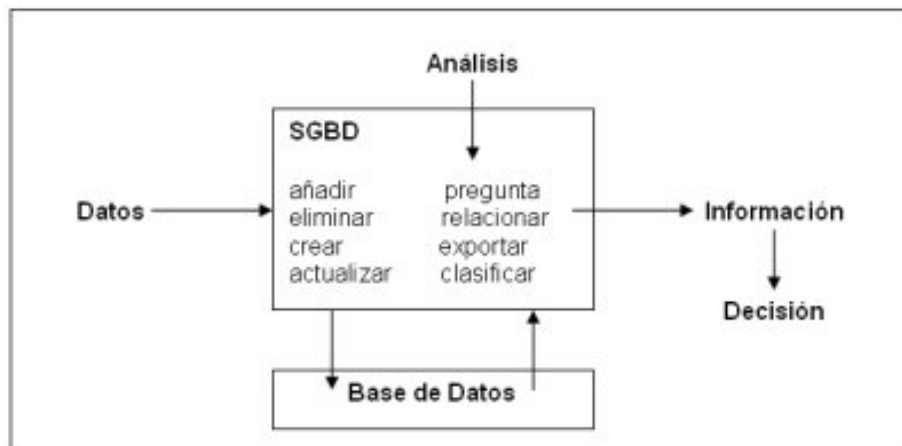 Análisis
SGBD
añadir pregunta
Datos eliminar relacionar Información
crear exportar
actualizar clasificar
Decisión
Base de Datos